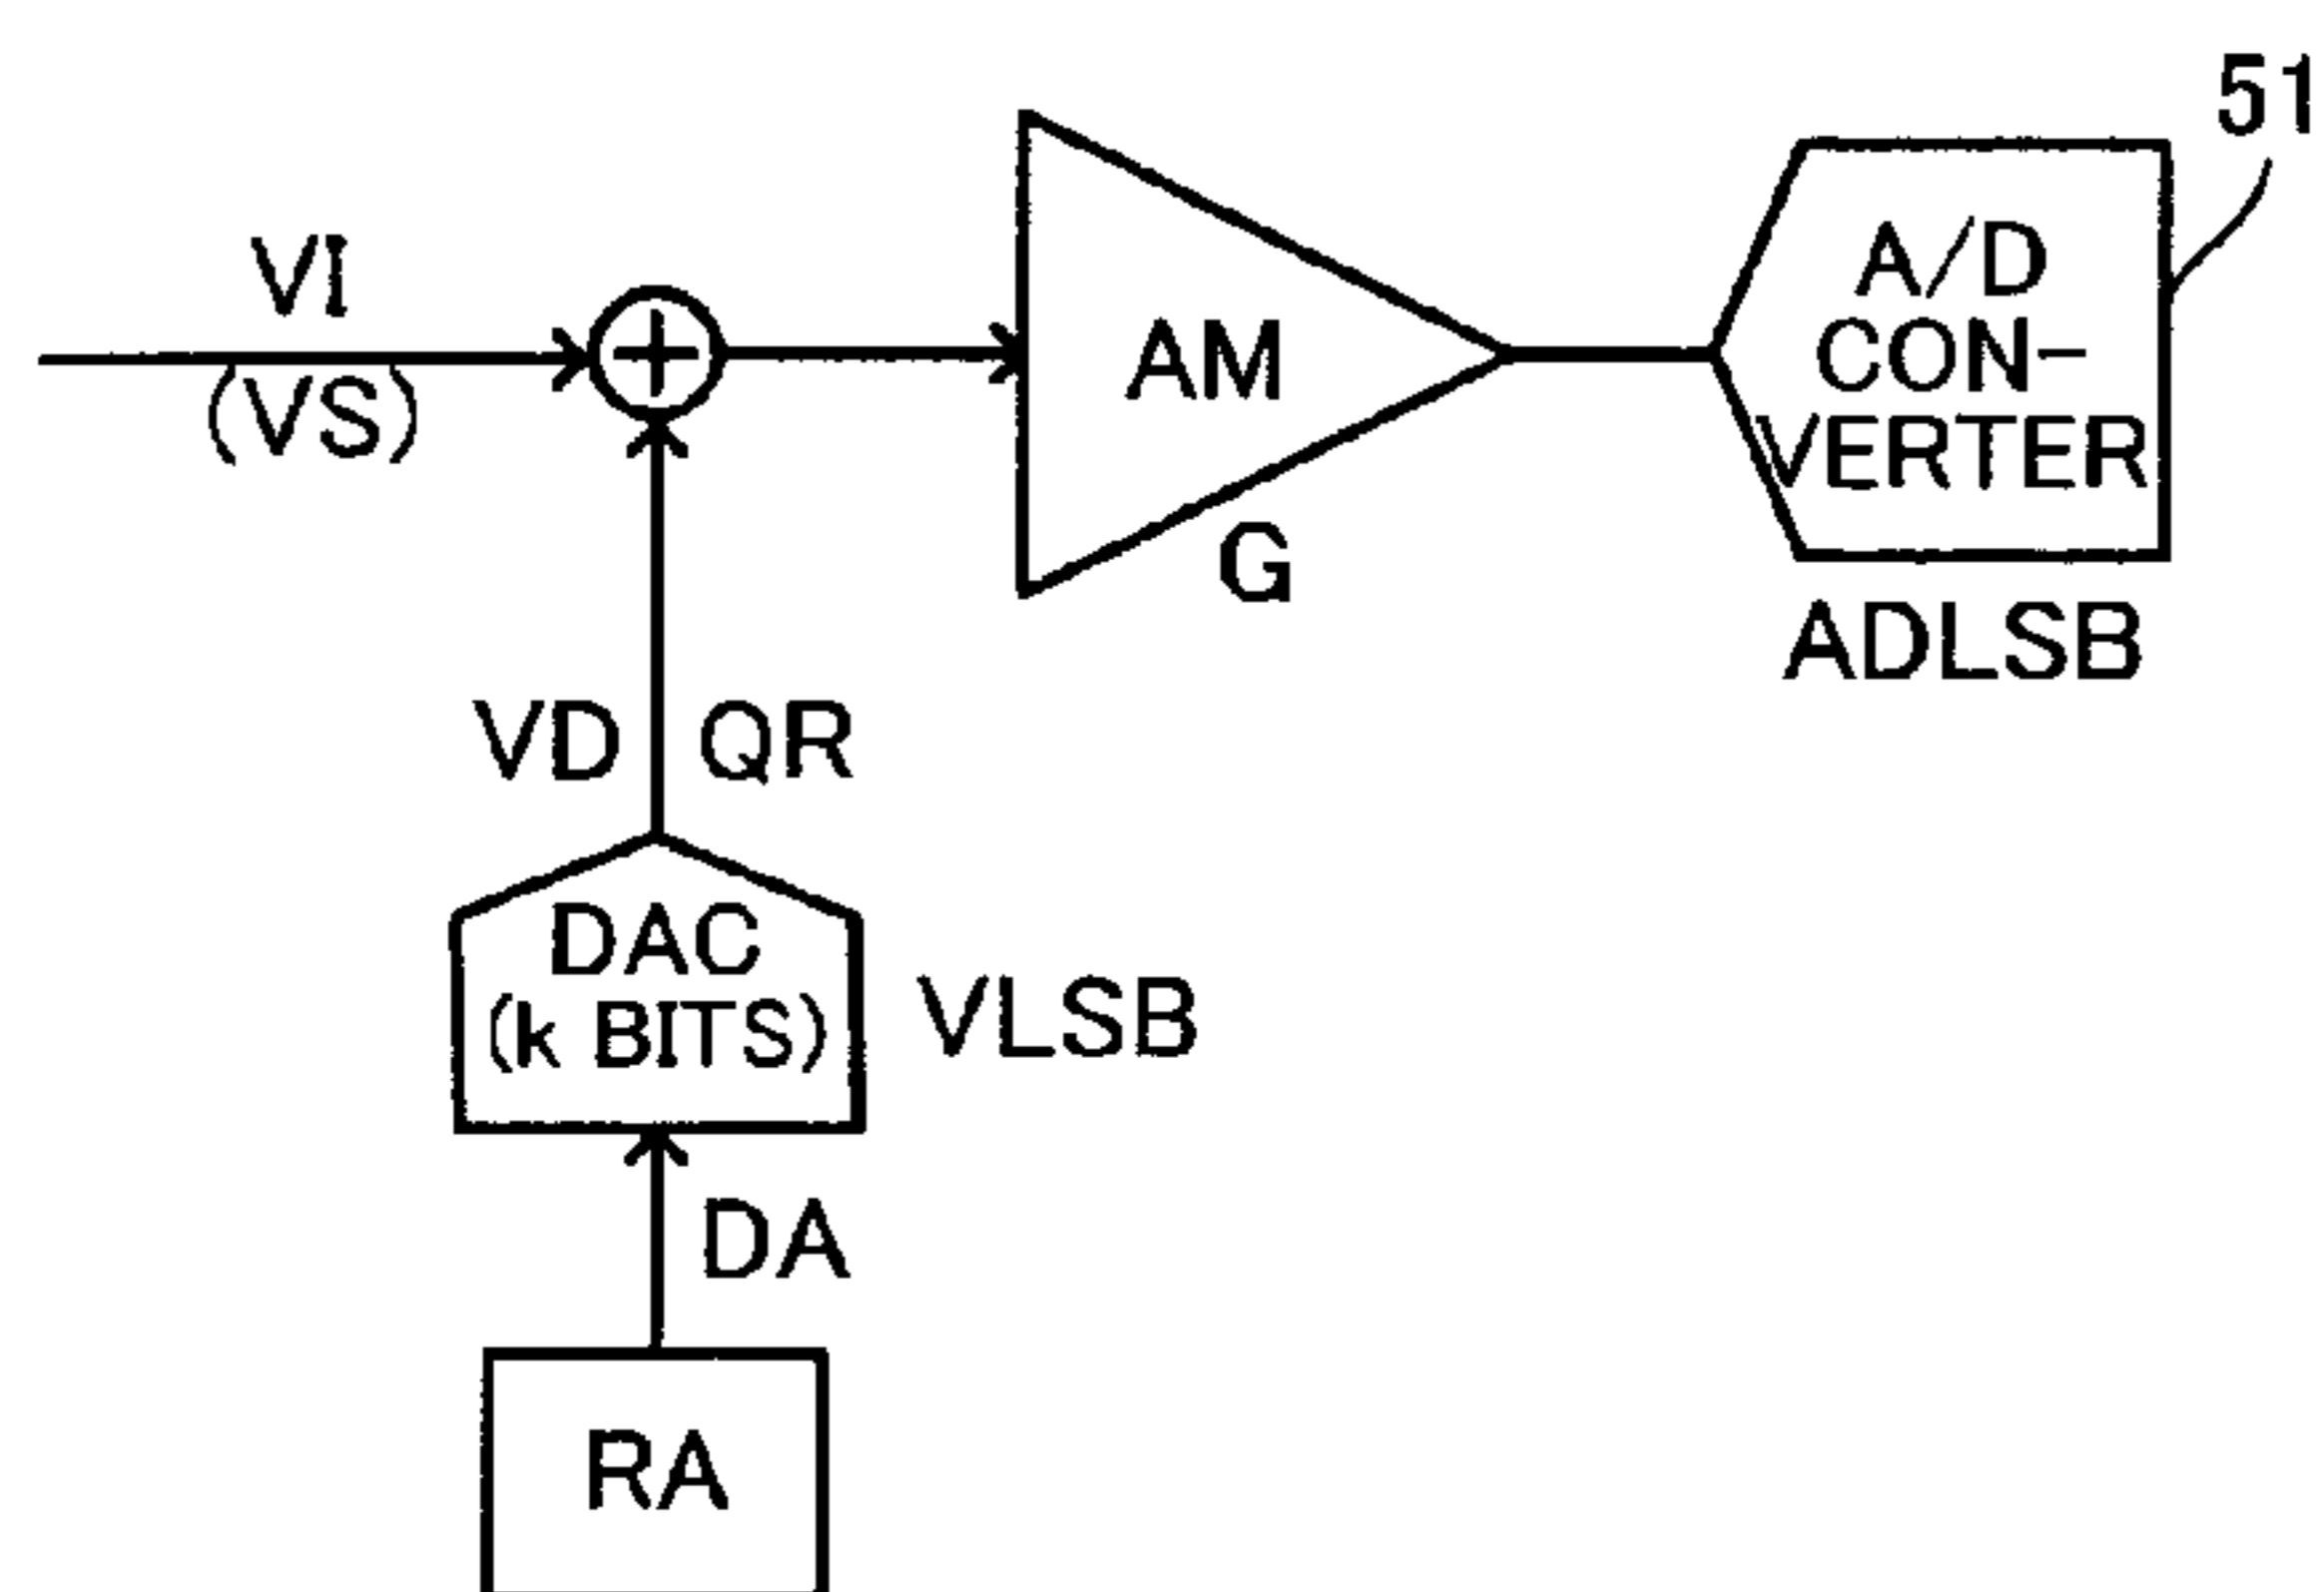 51
VI
(VS)
AM
G
A/D
CON-
VERTER
ADLSB
VD QR
DAC
(k BITS)
VLSB
DA
RA